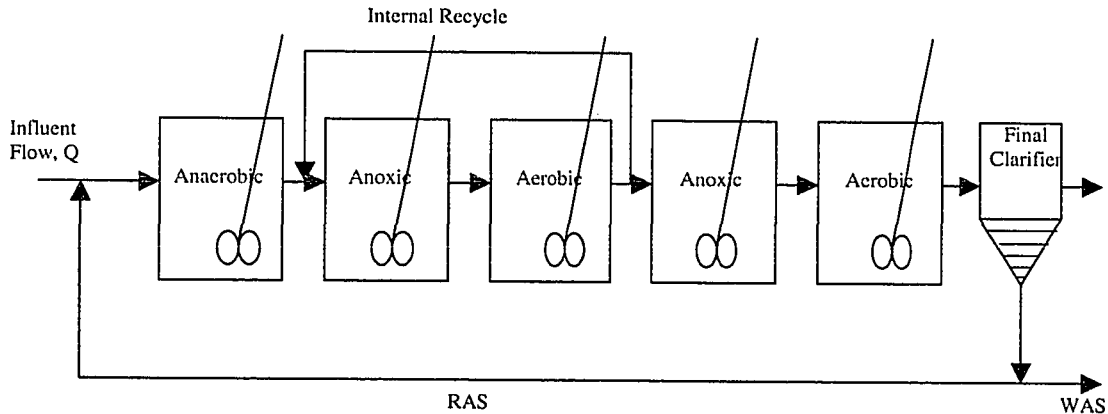 Internal Recycle
Influent
Flow, Q
Anaerobic
Anoxic
Aerobic
Anoxic
Aerobic
Final
Clarifier
RAS
WAS